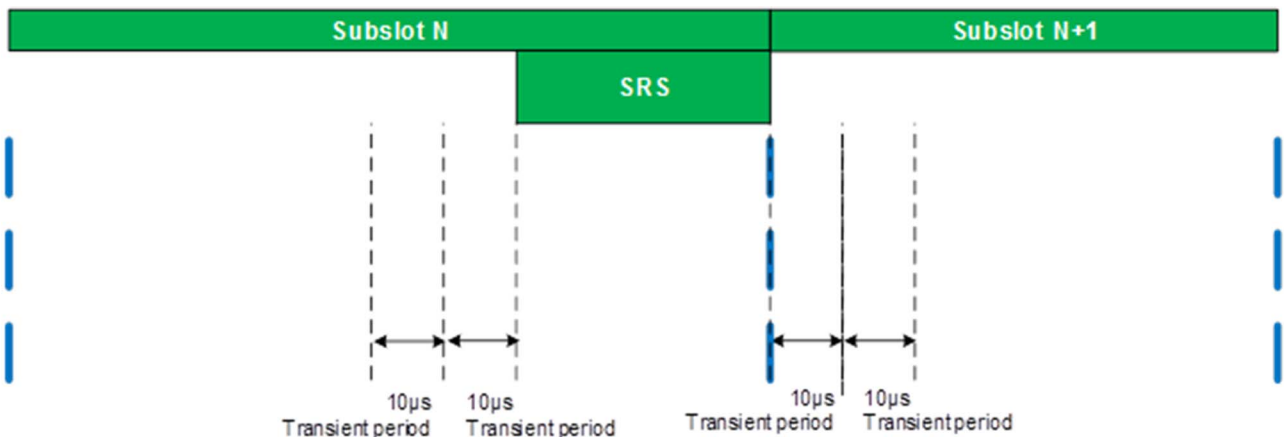 Subslot N
Subslot N+1
SRS
10µs
Transient period
10µs
Transient period
10µs
Transient period
10µs
Transient period